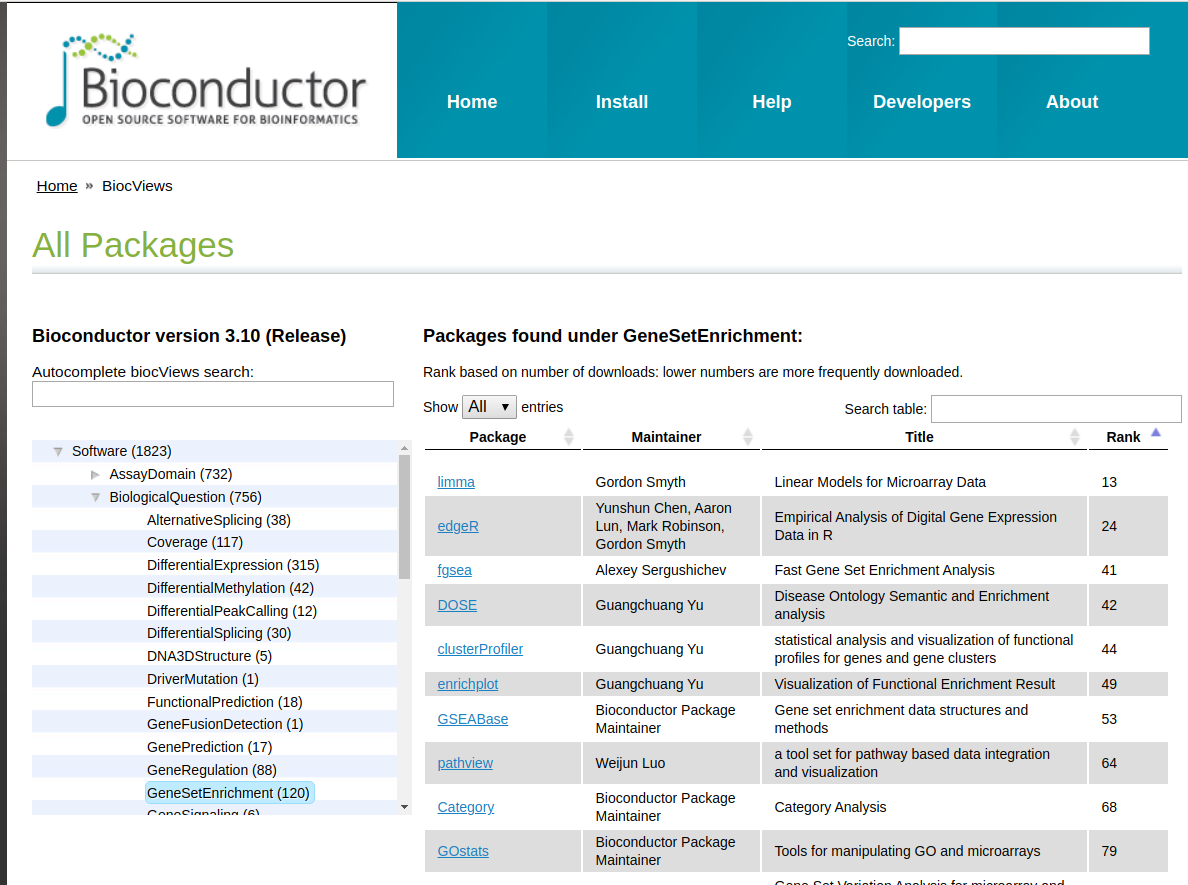 Bioconductor
OPEN SOURCE SOFTWARE FOR BIOINFORMATICS
Search:
Home Install Help Developers About
Home » BiocViews
All Packages
Bioconductor version 3.10 (Release)
Autocomplete biocViews search:
Software (1823)
AssayDomain (732)
BiologicalQuestion (756)
AlternativeSplicing (38)
Coverage (117)
DifferentialExpression (315)
DifferentialMethylation (42)
DifferentialPeakCalling (12)
DifferentialSplicing (30)
DNA3DStructure (5)
DriverMutation (1)
FunctionalPrediction (18)
GeneFusionDetection (1)
GenePrediction (17)
GeneRegulation (88)
GeneSetEnrichment (120)
GeneSignaling (6)
Packages found under GeneSetEnrichment:
Rank based on number of downloads: lower numbers are more frequently downloaded.
Show All ▼ entries
Search table:
Package Maintainer Title Rank
limma Gordon Smyth Linear Models for Microarray Data 13
edgeR Yunshun Chen, Aaron
Lun, Mark Robinson,
Gordon Smyth Empirical Analysis of Digital Gene Expression
Data in R 24
fgsea Alexey Sergushichev Fast Gene Set Enrichment Analysis 41
DOSE Guangchuang Yu Disease Ontology Semantic and Enrichment
analysis 42
clusterProfiler Guangchuang Yu statistical analysis and visualization of functional
profiles for genes and gene clusters 44
enrichplot Guangchuang Yu Visualization of Functional Enrichment Result 49
GSEABase Bioconductor Package
Maintainer Gene set enrichment data structures and
methods 53
pathview Weijun Luo a tool set for pathway based data integration
and visualization 64
Category Bioconductor Package
Maintainer Category Analysis 68
GOstats Bioconductor Package
Maintainer Tools for manipulating GO and microarrays 79
Gene Set Variation Analysis for microarray and